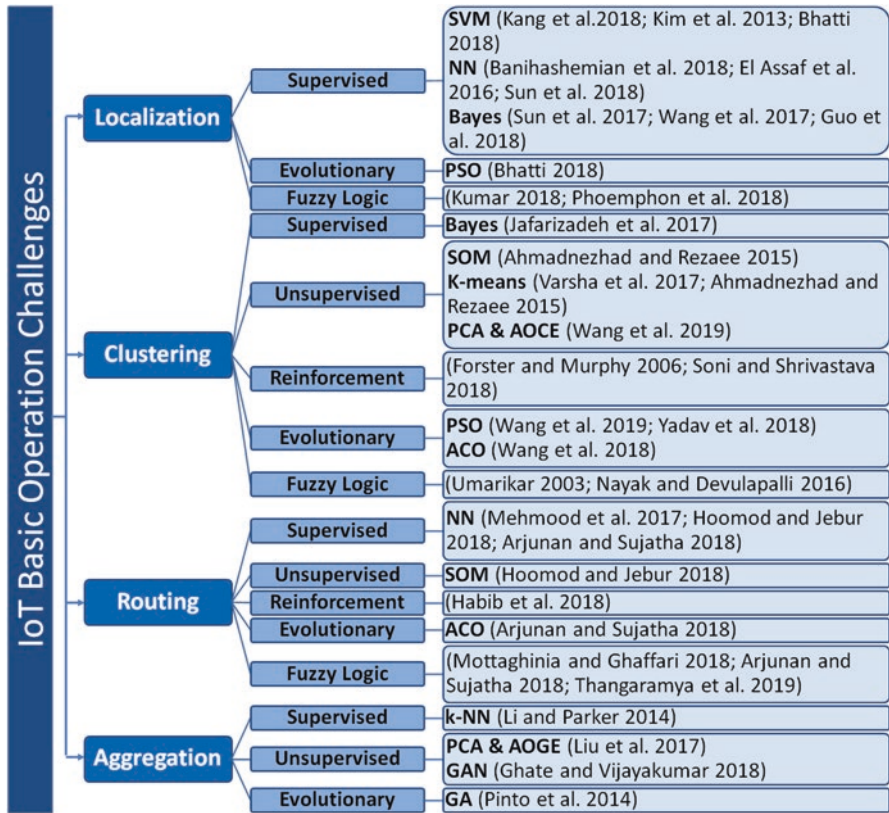 IoT Basic Operation Challenges
Localization
Supervised
SVM (Kang et al.2018; Kim et al. 2013; Bhatti
2018)
NN (Banihashemian et al. 2018; El Assaf et al.
2016; Sun et al. 2018)
Bayes (Sun et al. 2017; Wang et al. 2017; Guo et
al. 2018)
Evolutionary
PSO (Bhatti 2018)
Fuzzy Logic
(Kumar 2018; Phoemphon et al. 2018)
Clustering
Supervised
Bayes (Jafarizadeh et al. 2017)
Unsupervised
SOM (Ahmadnezhad and Rezaee 2015)
K-means (Varsha et al. 2017; Ahmadnezhad and
Rezaee 2015)
PCA & AOCE (Wang et al. 2019)
Reinforcement
(Forster and Murphy 2006; Soni and Shrivastava
2018)
Evolutionary
PSO (Wang et al. 2019; Yadav et al. 2018)
ACO (Wang et al. 2018)
Fuzzy Logic
(Umarikar 2003; Nayak and Devulapalli 2016)
Routing
Supervised
NN (Mehmood et al. 2017; Hoomod and Jebur
2018; Arjunan and Sujatha 2018)
Unsupervised
SOM (Hoomod and Jebur 2018)
Reinforcement
(Habib et al. 2018)
Evolutionary
ACO (Arjunan and Sujatha 2018)
Fuzzy Logic
(Mottaghinia and Ghaffari 2018; Arjunan and
Sujatha 2018; Thangaramya et al. 2019)
Aggregation
Supervised
k-NN (Li and Parker 2014)
Unsupervised
PCA & AOGE (Liu et al. 2017)
GAN (Ghate and Vijayakumar 2018)
Evolutionary
GA (Pinto et al. 2014)